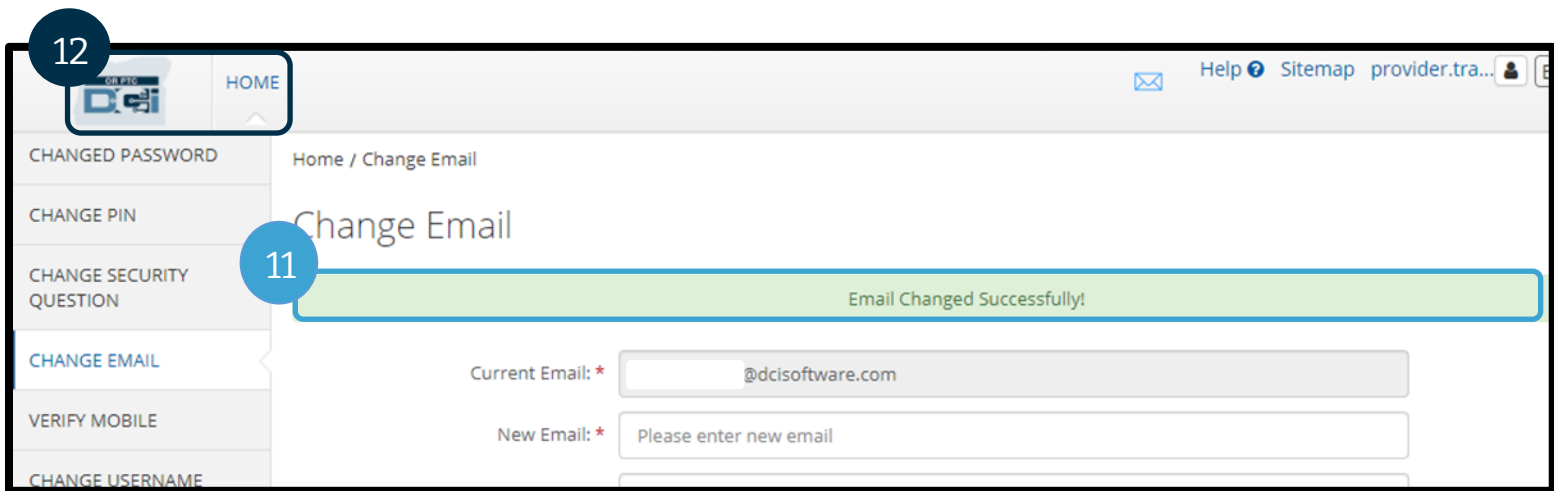 12
OR PTC
DCi
HOME
Help ? Sitemap provider.tra...
CHANGED PASSWORD
CHANGE PIN
CHANGE SECURITY
QUESTION
CHANGE EMAIL
VERIFY MOBILE
CHANGE USERNAME
Home / Change Email
Change Email
11
Email Changed Successfully!
Current Email: * @dcisoftware.com
New Email: * Please enter new email